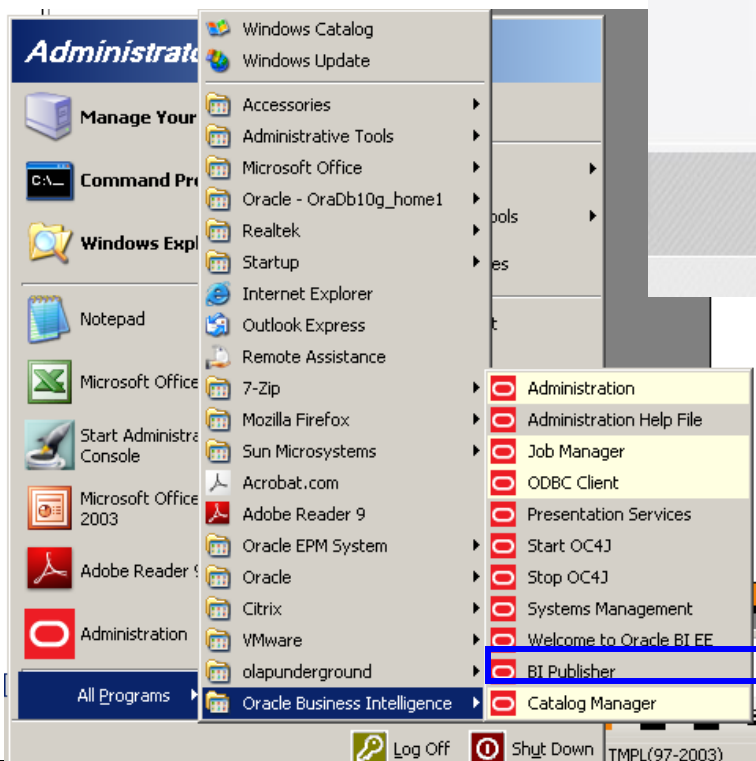 Administrato
Manage Your
Command Pr
C:\_
Windows Expl
Notepad
Microsoft Office
Start Administra
Console
Microsoft Office
2003
Adobe Reader 9
Administration
All Programs
Windows Catalog
Windows Update
Accessories
Administrative Tools
Microsoft Office
Oracle - OraDb10g_home1
Realtek
Startup
Internet Explorer
Outlook Express
Remote Assistance
7-Zip
Mozilla Firefox
Sun Microsystems
Acrobat.com
Adobe Reader 9
Oracle EPM System
Oracle
Citrix
VMware
olapunderground
Oracle Business Intelligence
ools
es
t
Administration
Administration Help File
Job Manager
ODBC Client
Presentation Services
Start OC4J
Stop OC4J
Systems Management
Welcome to Oracle BI EE
BI Publisher
Catalog Manager
Log Off
Shut Down
TMPL(97-2003)